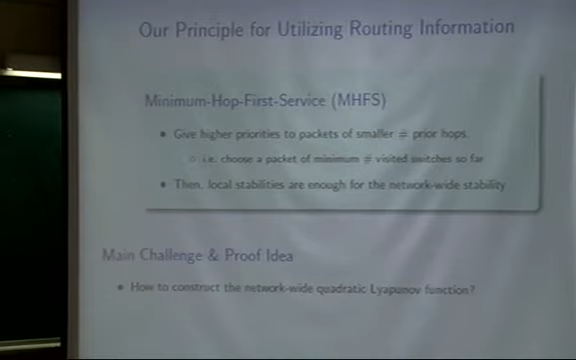 Our Principle for Utilizing Routing Information
Minimum-Hop-First-Service (MHFS)
• Give higher priorities to packets of smaller # prior hops.
○ i.e. choose a packet of minimum # visited switches so far
• Then, local stabilities are enough for the network-wide stability
Main Challenge & Proof Idea
• How to construct the network-wide quadratic Lyapunov function?